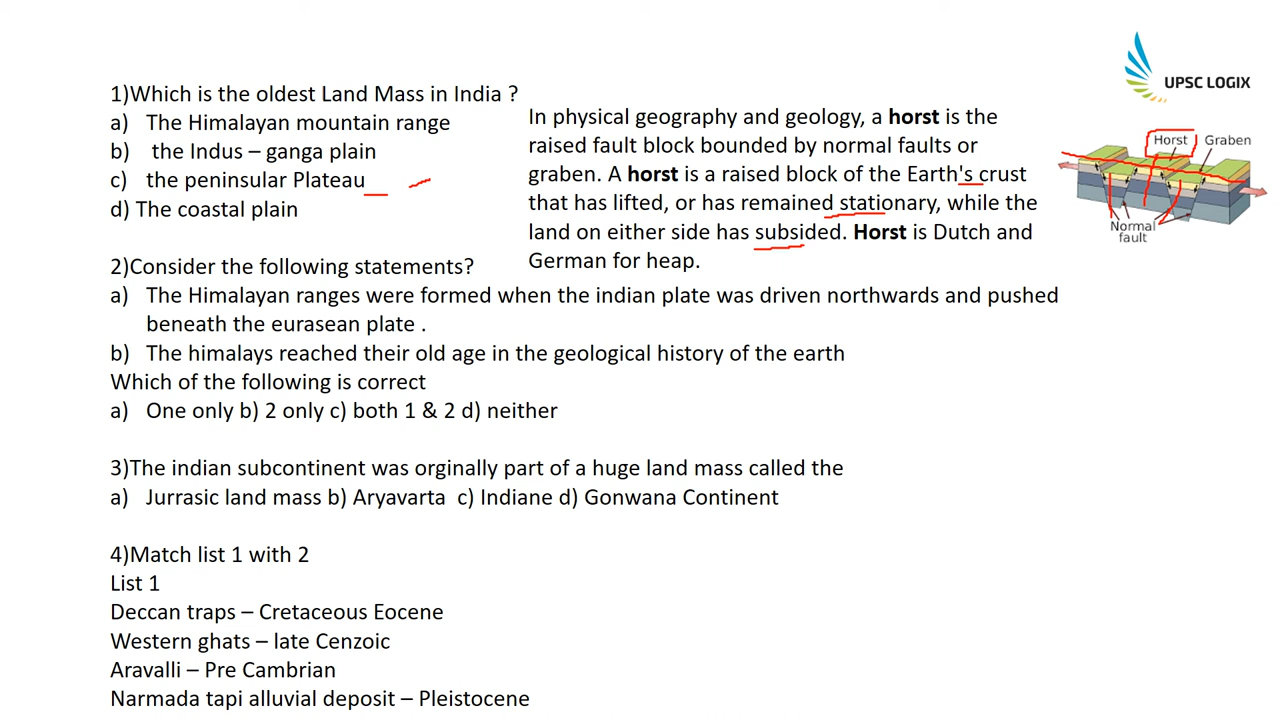 UPSC LOGIX
1)Which is the oldest Land Mass in India ?
a) The Himalayan mountain range
b) the Indus – ganga plain
c) the peninsular Plateau
d) The coastal plain
In physical geography and geology, a horst is the
raised fault block bounded by normal faults or
graben. A horst is a raised block of the Earth's crust
that has lifted, or has remained stationary, while the
land on either side has subsided. Horst is Dutch and
German for heap.
Horst Graben
Normal
fault
2)Consider the following statements?
a) The Himalayan ranges were formed when the indian plate was driven northwards and pushed
beneath the eurasean plate .
b) The himalays reached their old age in the geological history of the earth
Which of the following is correct
a) One only b) 2 only c) both 1 & 2 d) neither
3)The indian subcontinent was orginally part of a huge land mass called the
a) Jurrasic land mass b) Aryavarta c) Indiane d) Gonwana Continent
4)Match list 1 with 2
List 1
Deccan traps – Cretaceous Eocene
Western ghats – late Cenzoic
Aravalli – Pre Cambrian
Narmada tapi alluvial deposit – Pleistocene